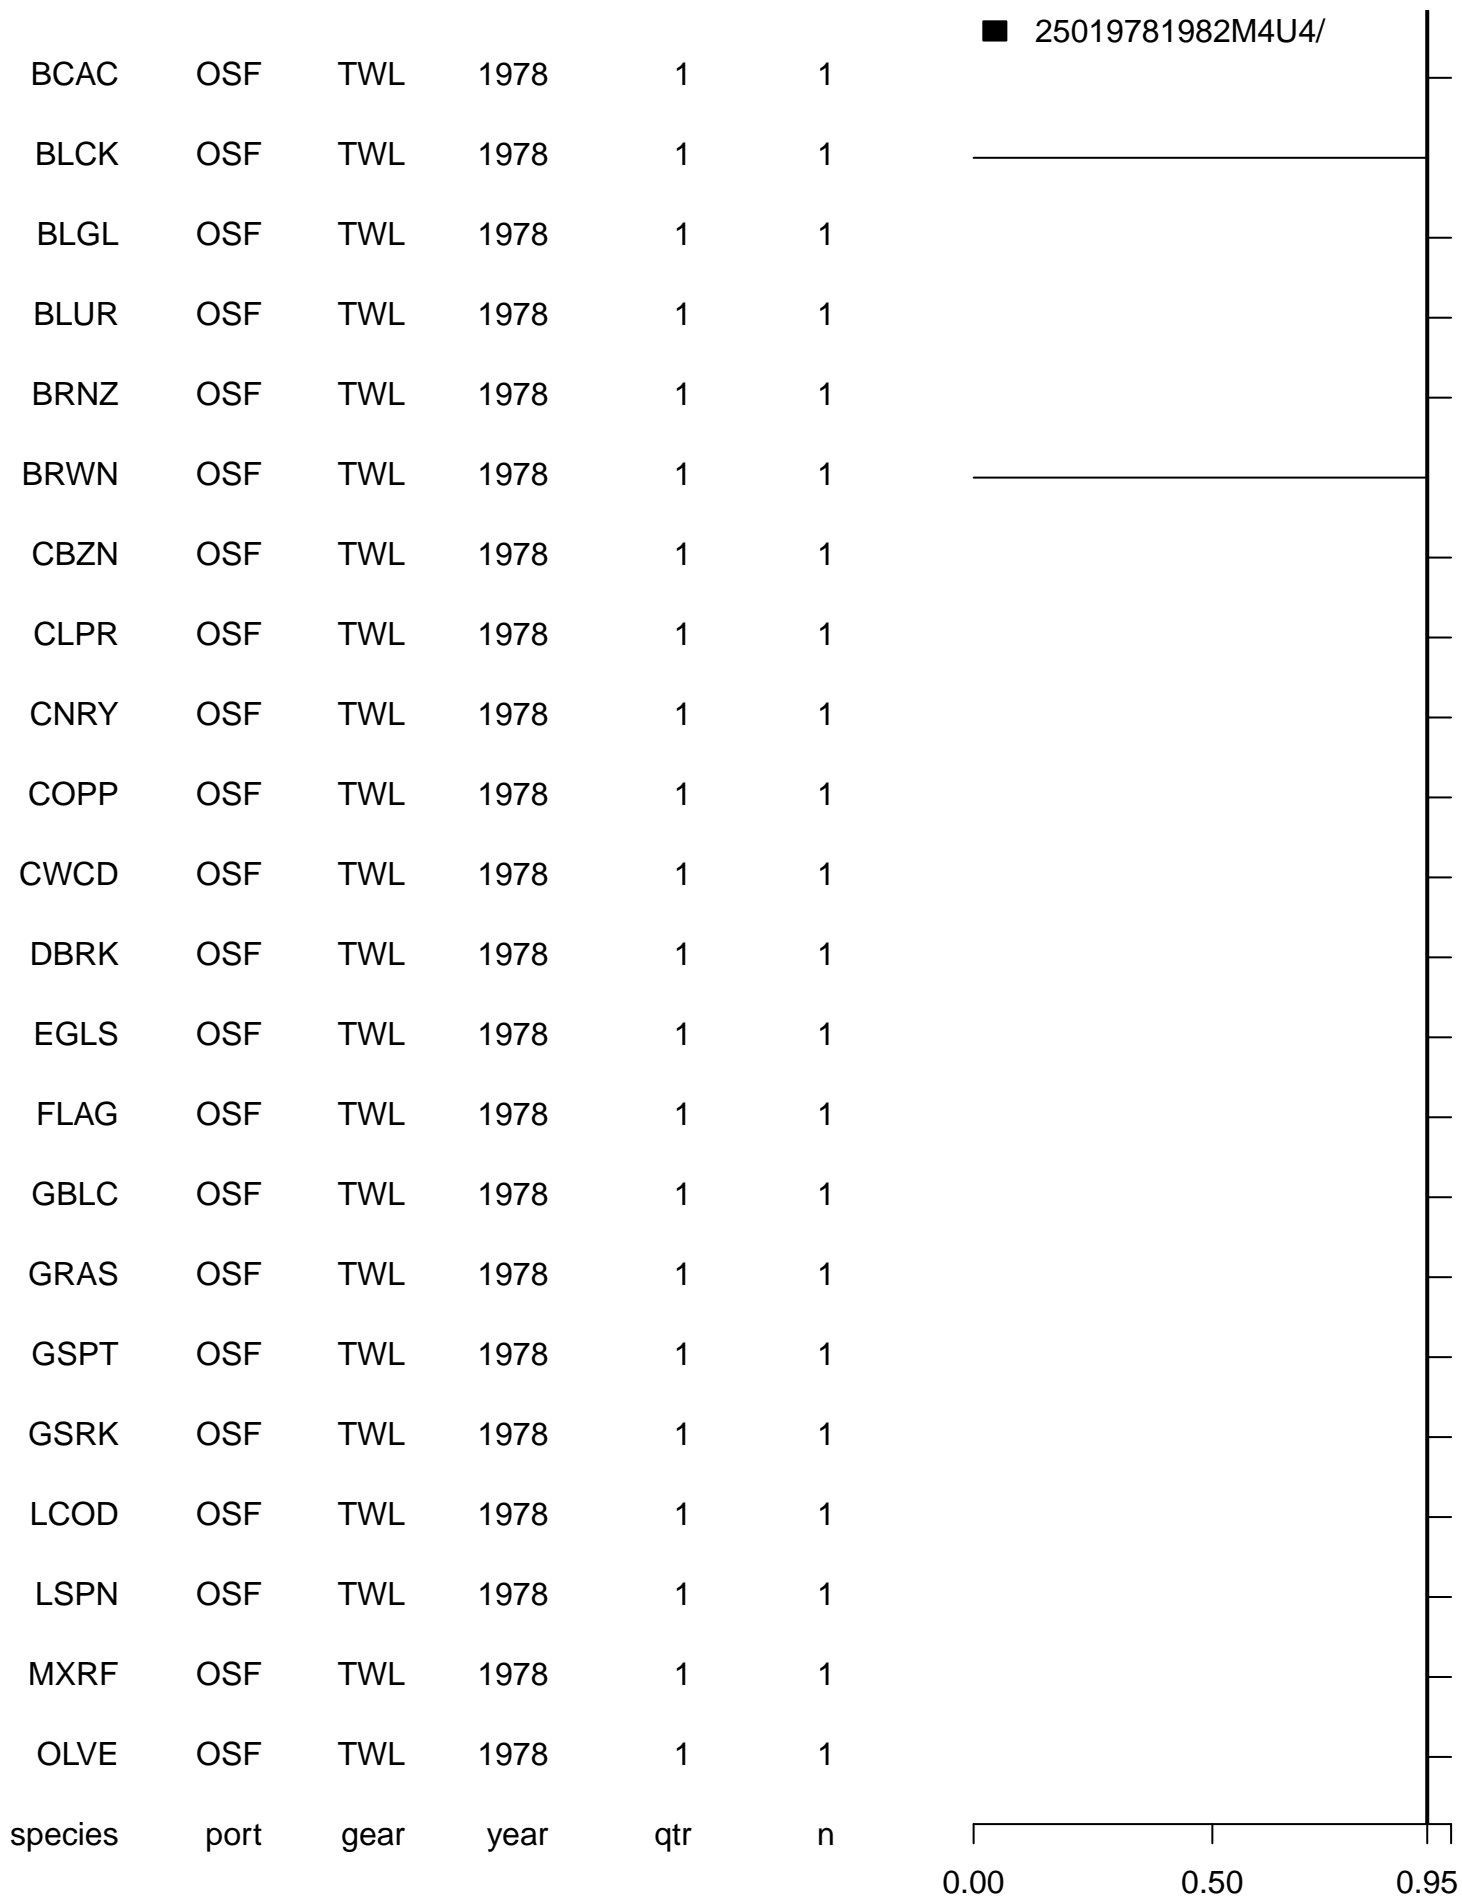 25019781982M4U4/
BCAC OSF TWL 1978 1 1
BLCK OSF TWL 1978 1 1
BLGL OSF TWL 1978 1 1
BLUR OSF TWL 1978 1 1
BRNZ OSF TWL 1978 1 1
BRWN OSF TWL 1978 1 1
CBZN OSF TWL 1978 1 1
CLPR OSF TWL 1978 1 1
CNRY OSF TWL 1978 1 1
COPP OSF TWL 1978 1 1
CWCD OSF TWL 1978 1 1
DBRK OSF TWL 1978 1 1
EGLS OSF TWL 1978 1 1
FLAG OSF TWL 1978 1 1
GBLC OSF TWL 1978 1 1
GRAS OSF TWL 1978 1 1
GSPT OSF TWL 1978 1 1
GSRK OSF TWL 1978 1 1
LCOD OSF TWL 1978 1 1
LSPN OSF TWL 1978 1 1
MXRF OSF TWL 1978 1 1
OLVE OSF TWL 1978 1 1
species port gear year qtr n
0.00 0.50 0.95